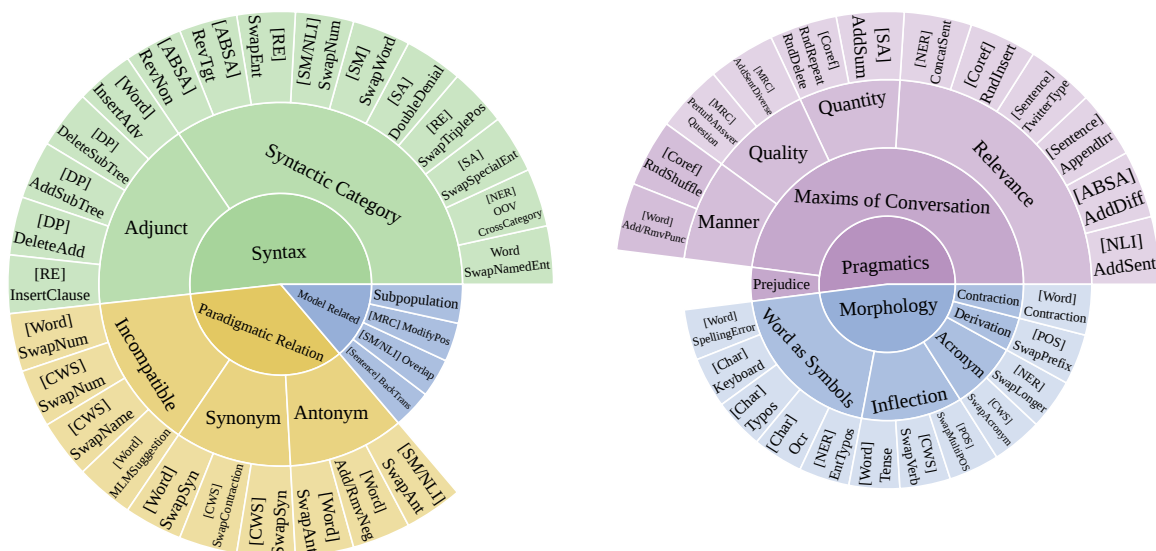 Syntax
Syntactic Category
Adjunct
[RE]
InsertClause
[DP]
DeleteAdd
[DP]
AddSubTree
[DP]
DeleteSubTree
[Word]
InsertAdv
[ABSA]
RevNon
[ABSA]
RevTgt
[RE]
SwapEnt
[SM/NLI]
SwapNum
[SM]
SwapWord
[SA]
DoubleDenial
[RE]
SwapTriplePos
[SA]
SwapSpecialEnt
[NER]
OOV
CrossCategory
Word
SwapNamedEnt
Model Related
Subpopulation
[MRC] ModifyPos
[SM/NLI] Overlap
[Sentence] BackTrans
Paradigmatic Relation
Incompatible
Synonym
Antonym
[Word]
SwapNum
[CWS]
SwapNum
[CWS]
SwapName
[Word]
MLMSuggestion
[Word]
SwapSyn
[CWS]
SwapContraction
[CWS]
SwapSyn
[Word]
SwapAnt
[Word]
Add/RmvNeg
[SM/NLI]
SwapAnt
Pragmatics
Maxims of Conversation
Prejudice
Manner
Quality
Quantity
Relevance
[Word]
Add/RmvPunc
[Coref]
RndShuffle
[MRC]
PerturbAnswer
Question
[MRC]
AddSentDiverse
[Coref]
RndRepeat
RndDelete
[SA]
AddSum
[NER]
ConcatSent
[Coref]
RndInsert
[Sentence]
TwitterType
[Sentence]
AppendIrr
[ABSA]
AddDiff
[NLI]
AddSent
Morphology
Contraction
Derivation
Acronym
Inflection
Word as Symbols
[Word]
Contraction
[POS]
SwapPrefix
[NER]
SwapLonger
[CWS]
SwapAcronym
[POS]
SwapMultiPOS
[CWS]
SwapVerb
[Word]
Tense
[NER]
EntTypos
[Char]
Ocr
[Char]
Typos
[Char]
Keyboard
[Word]
SpellingError